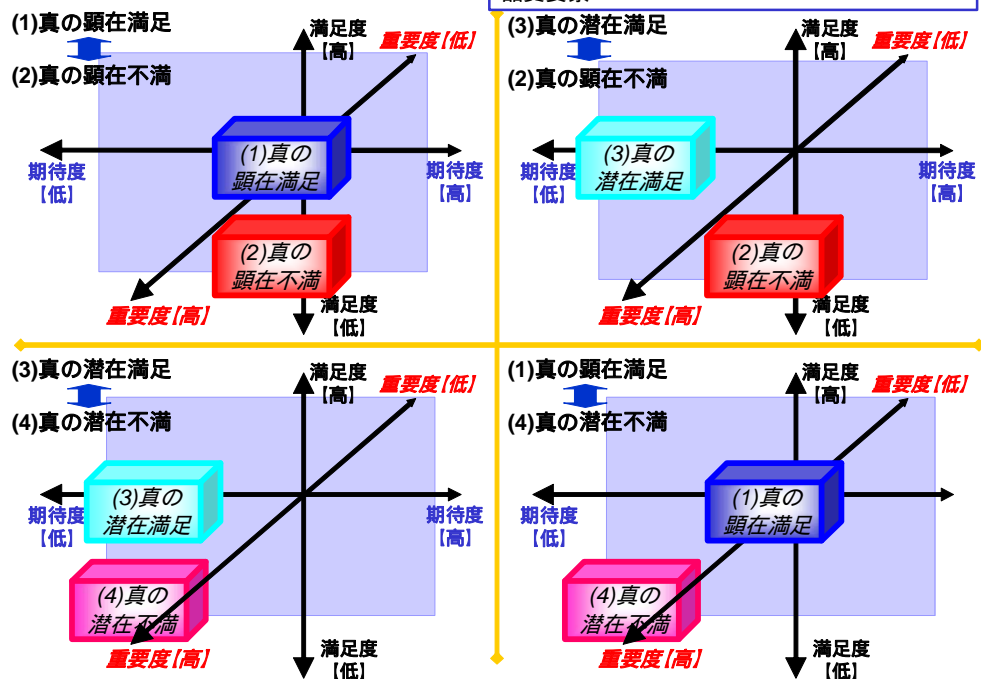 (1)真の顕在満足
(2)真の顕在不満
満足度
【高】
重要度【低】
期待度
【低】
期待度
【高】
(1)真の
顕在満足
(2)真の
顕在不満
重要度【高】
満足度
【低】
(3)真の潜在満足
(2)真の顕在不満
満足度
【高】
重要度【低】
期待度
【低】
期待度
【高】
(3)真の
潜在満足
(2)真の
顕在不満
重要度【高】
満足度
【低】
(3)真の潜在満足
(4)真の潜在不満
満足度
【高】
重要度【低】
期待度
【低】
期待度
【高】
(3)真の
潜在満足
(4)真の
潜在不満
重要度【高】
満足度
【低】
(1)真の顕在満足
(4)真の潜在不満
満足度
【高】
重要度【低】
期待度
【低】
(1)真の
顕在満足
(4)真の
潜在不満
重要度【高】
満足度
【低】